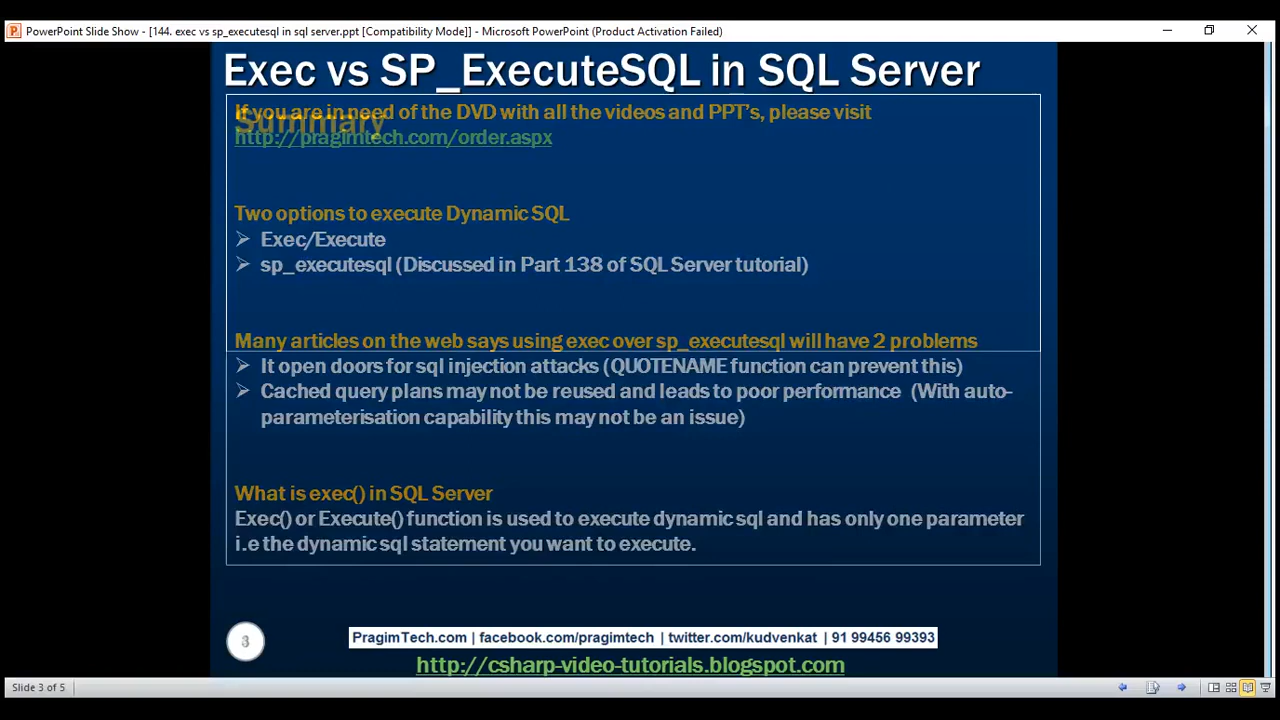 PowerPoint Slide Show - [144. exec vs sp_executesql in sql server.ppt [Compatibility Mode]] - Microsoft PowerPoint (Product Activation Failed)
Exec vs SP_ExecuteSQL in SQL Server
If you are in need of the DVD with all the videos and PPT's, please visit
Summary
http://pragimtech.com/order.aspx
Two options to execute Dynamic SQL
Exec/Execute
sp_executesql (Discussed in Part 138 of SQL Server tutorial)
Many articles on the web says using exec over sp_executesql will have 2 problems
It open doors for sql injection attacks (QUOTENAME function can prevent this)
Cached query plans may not be reused and leads to poor performance (With auto-
parameterisation capability this may not be an issue)
What is exec() in SQL Server
Exec() or Execute() function is used to execute dynamic sql and has only one parameter
i.e the dynamic sql statement you want to execute.
3
PragimTech.com | facebook.com/pragimtech | twitter.com/kudvenkat | 91 99456 99393
http://csharp-video-tutorials.blogspot.com
Slide 3 of 5